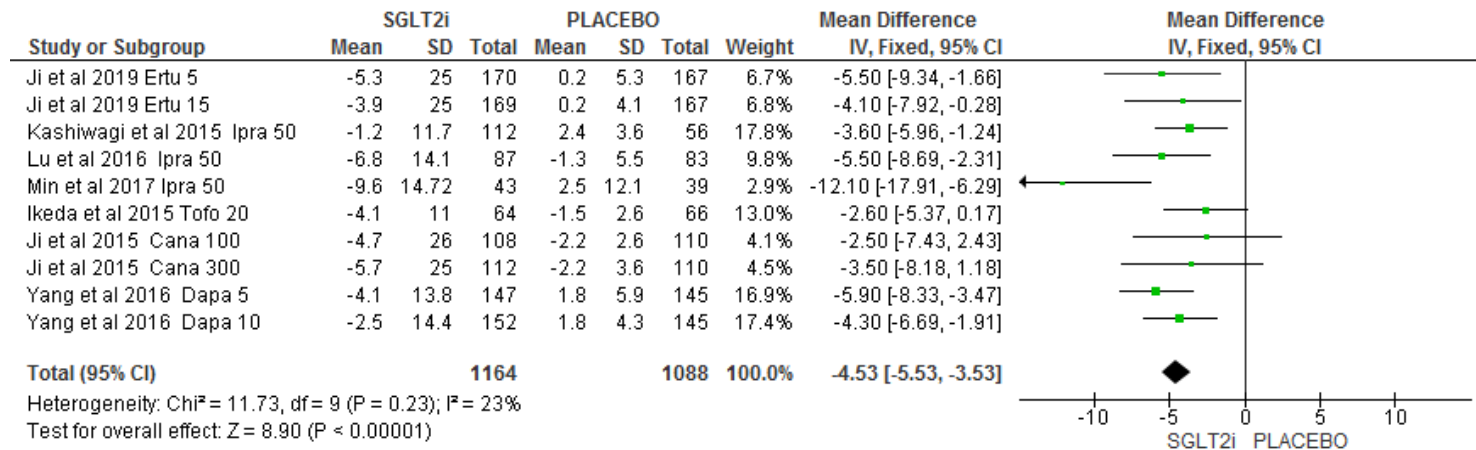 SGLT2i PLACEBO Mean Difference Mean Difference
Study or Subgroup Mean SD Total Mean SD Total Weight IV, Fixed, 95% CI IV, Fixed, 95% CI
Ji et al 2019 Ertu 5 -5.3 25 170 0.2 5.3 167 6.7% -5.50 [-9.34, -1.66]
Ji et al 2019 Ertu 15 -3.9 25 169 0.2 4.1 167 6.8% -4.10 [-7.92, -0.28]
Kashiwagi et al 2015 Ipra 50 -1.2 11.7 112 2.4 3.6 56 17.8% -3.60 [-5.96, -1.24]
Lu et al 2016 Ipra 50 -6.8 14.1 87 -1.3 5.5 83 9.8% -5.50 [-8.69, -2.31]
Min et al 2017 Ipra 50 -9.6 14.72 43 2.5 12.1 39 2.9% -12.10 [-17.91, -6.29]
Ikeda et al 2015 Tofo 20 -4.1 11 64 -1.5 2.6 66 13.0% -2.60 [-5.37, 0.17]
Ji et al 2015 Cana 100 -4.7 26 108 -2.2 2.6 110 4.1% -2.50 [-7.43, 2.43]
Ji et al 2015 Cana 300 -5.7 25 112 -2.2 3.6 110 4.5% -3.50 [-8.18, 1.18]
Yang et al 2016 Dapa 5 -4.1 13.8 147 1.8 5.9 145 16.9% -5.90 [-8.33, -3.47]
Yang et al 2016 Dapa 10 -2.5 14.4 152 1.8 4.3 145 17.4% -4.30 [-6.69, -1.91]
Total (95% CI) 1164 1088 100.0% -4.53 [-5.53, -3.53]
Heterogeneity: Chi² = 11.73, df = 9 (P = 0.23); I² = 23%
Test for overall effect: Z = 8.90 (P < 0.00001)
-10 -5 0 5 10
SGLT2i PLACEBO